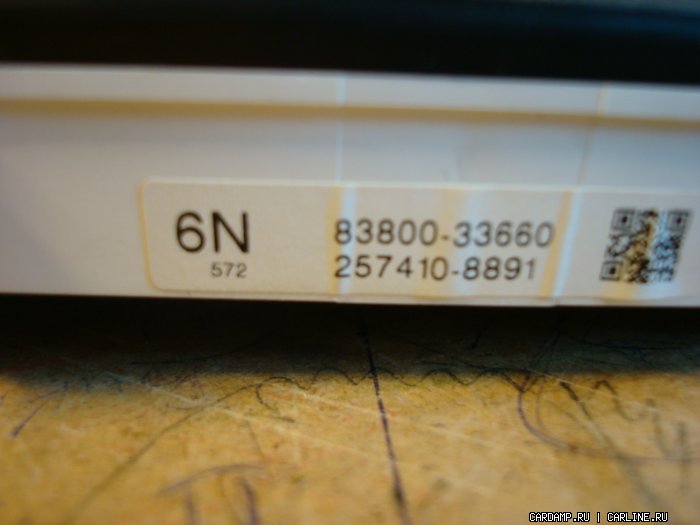 6N 83800-33660
572 257410-8891
CARDAMP.RU | CARLINE.RU